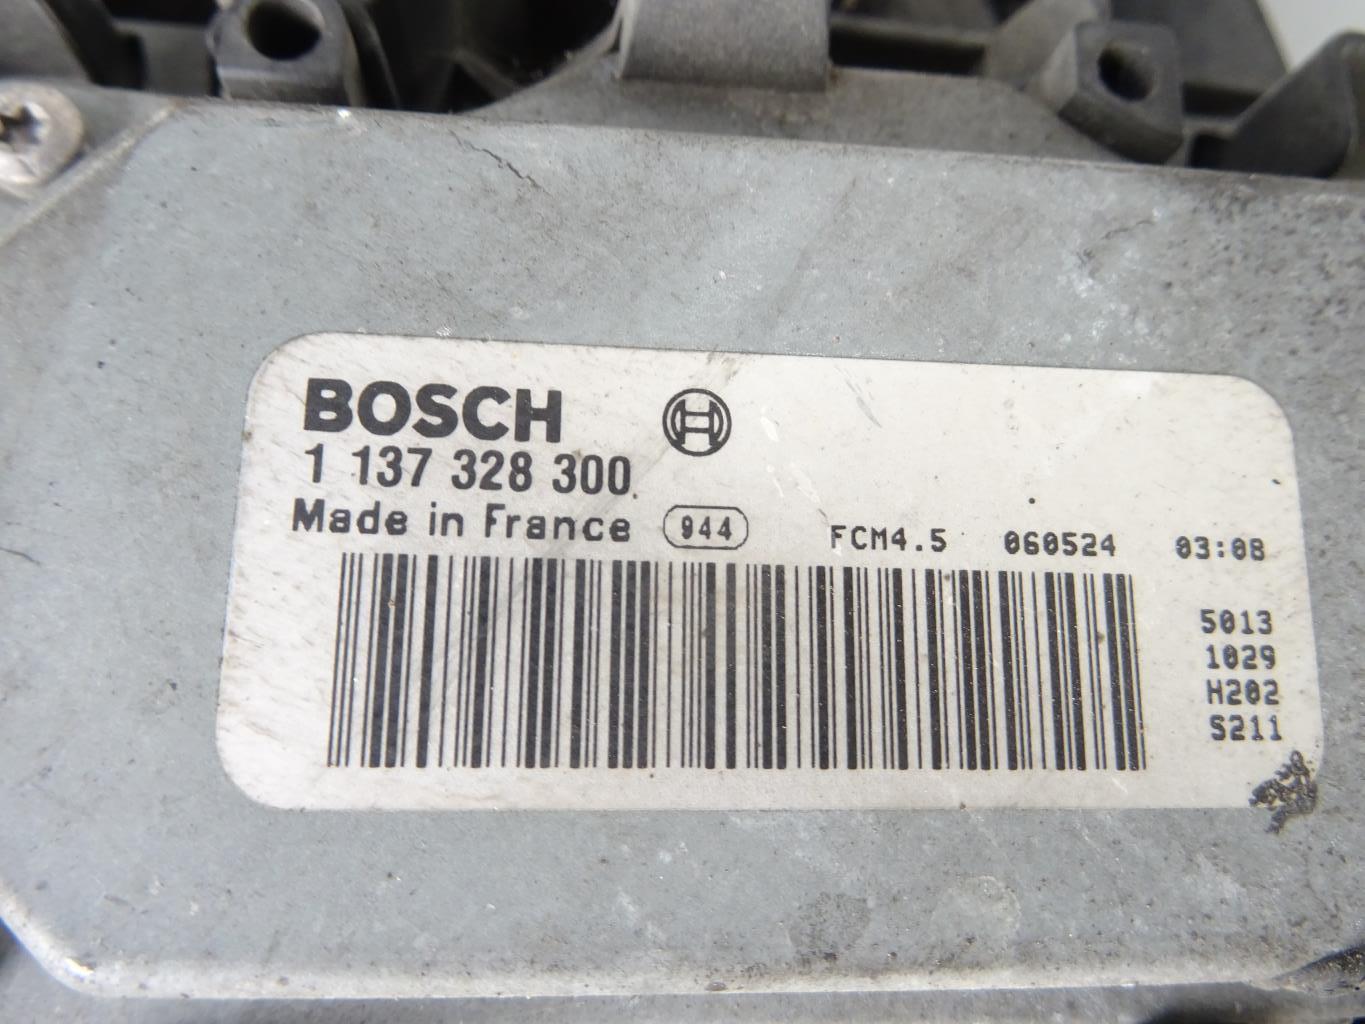 BOSCH
1 137 328 300
Made in France 944 FCM4.5 060524 03:08
5013
1029
H202
S211